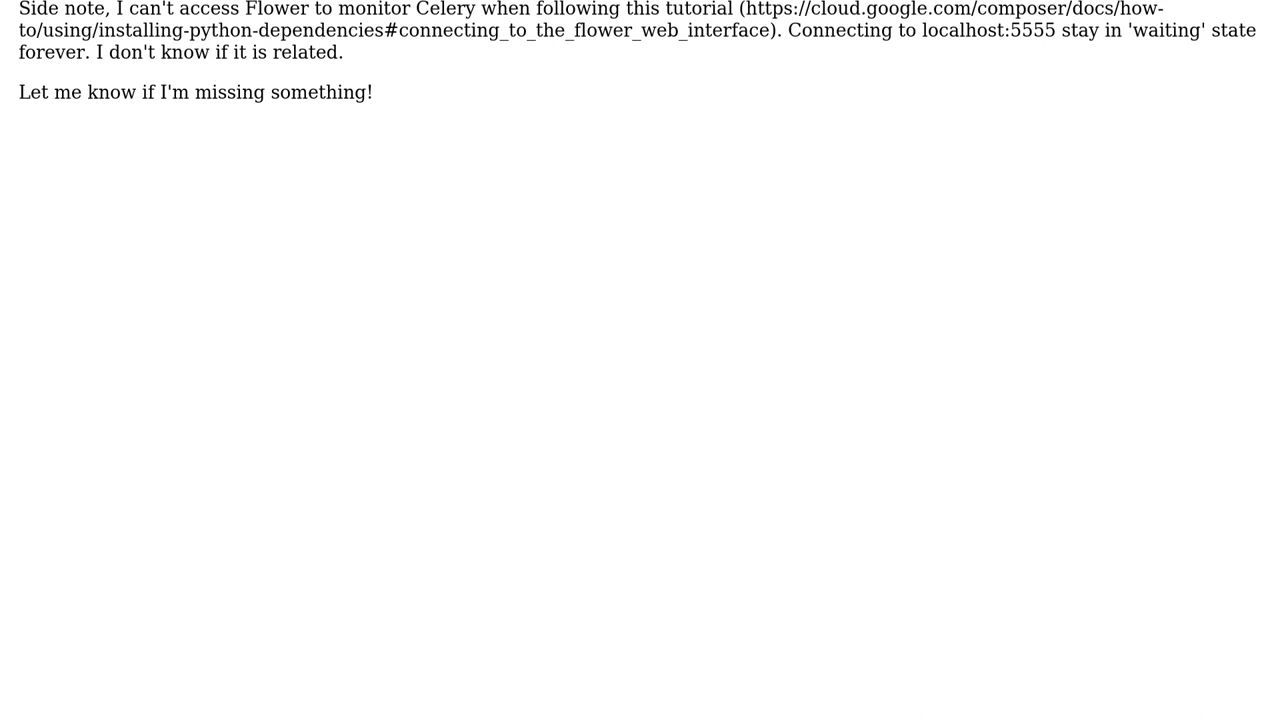 Side note, I can't access Flower to monitor Celery when following this tutorial (https://cloud.google.com/composer/docs/how-
to/using/installing-python-dependencies#connecting_to_the_flower_web_interface). Connecting to localhost:5555 stay in 'waiting' state
forever. I don't know if it is related.
Let me know if I'm missing something!